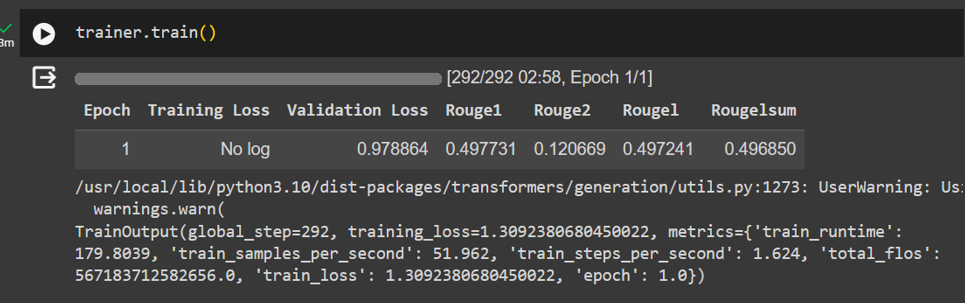 trainer.train()
3m
[292/292 02:58, Epoch 1/1]
Epoch Training Loss Validation Loss Rouge1 Rouge2 Rougel Rougelsum
1 No log 0.978864 0.497731 0.120669 0.497241 0.496850
/usr/local/lib/python3.10/dist-packages/transformers/generation/utils.py:1273: UserWarning: Us
warnings.warn(
TrainOutput(global_step=292, training_loss=1.3092380680450022, metrics={'train_runtime':
179.8039, 'train_samples_per_second': 51.962, 'train_steps_per_second': 1.624, 'total_flos':
567183712582656.0, 'train_loss': 1.3092380680450022, 'epoch': 1.0})